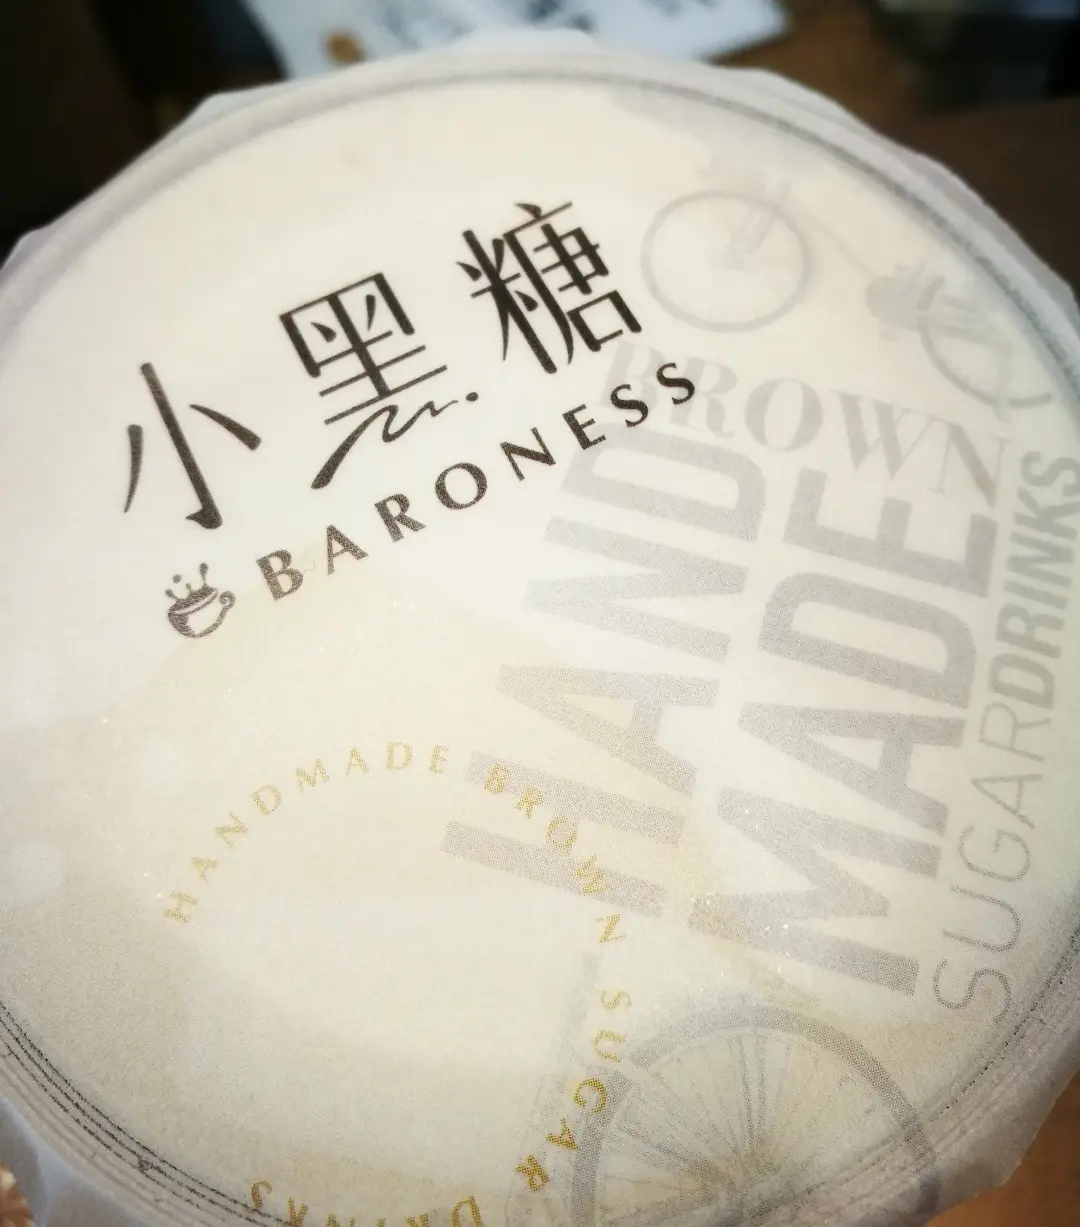 小黑糖
BARONESS
BROWN
HAND
MADE
SUGARDRINKS
HANDMADE BROWN SUGAR DRINKS